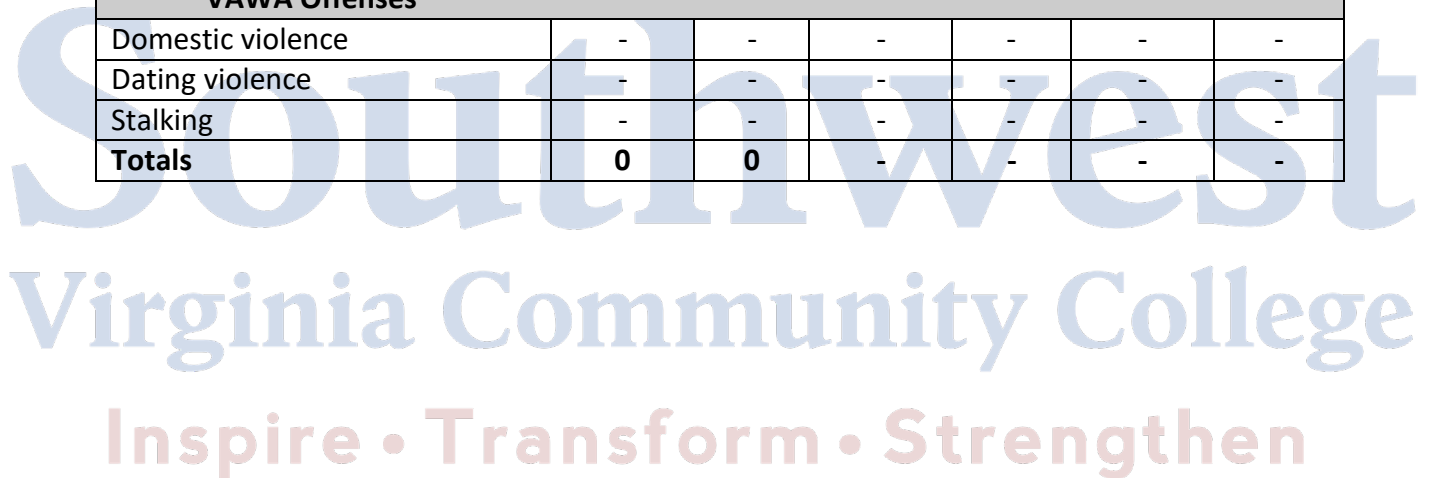 VAWA Offenses
Domestic violence - - - - - -
Dating violence - - - - - -
Stalking - - - - - -
Totals 0 0 - - - -
Southwest
Virginia Community College
Inspire • Transform • Strengthen